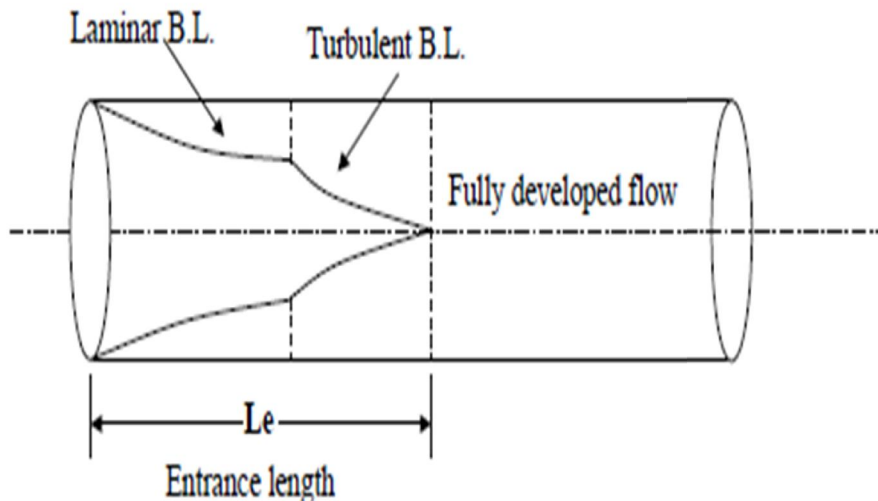 Laminar B.L.
Turbulent B.L.
Fully developed flow
Le
Entrance length